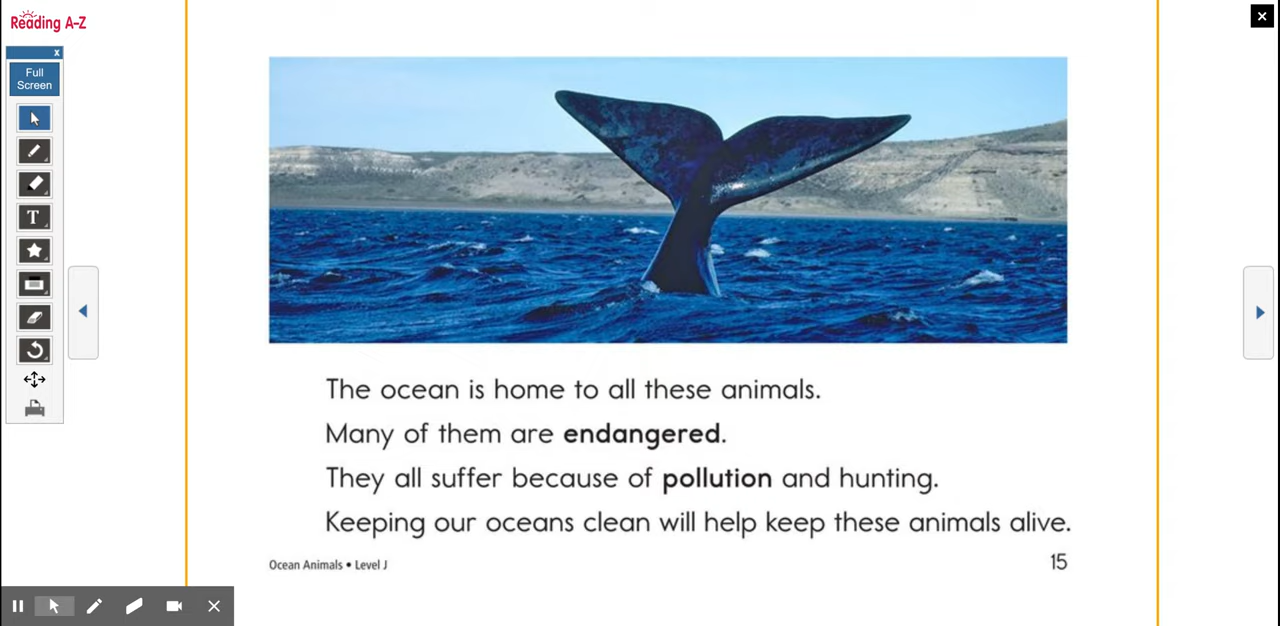 Reading A-Z
x
Full
Screen
T
The ocean is home to all these animals.
Many of them are endangered.
They all suffer because of pollution and hunting.
Keeping our oceans clean will help keep these animals alive.
Ocean Animals • Level J
15